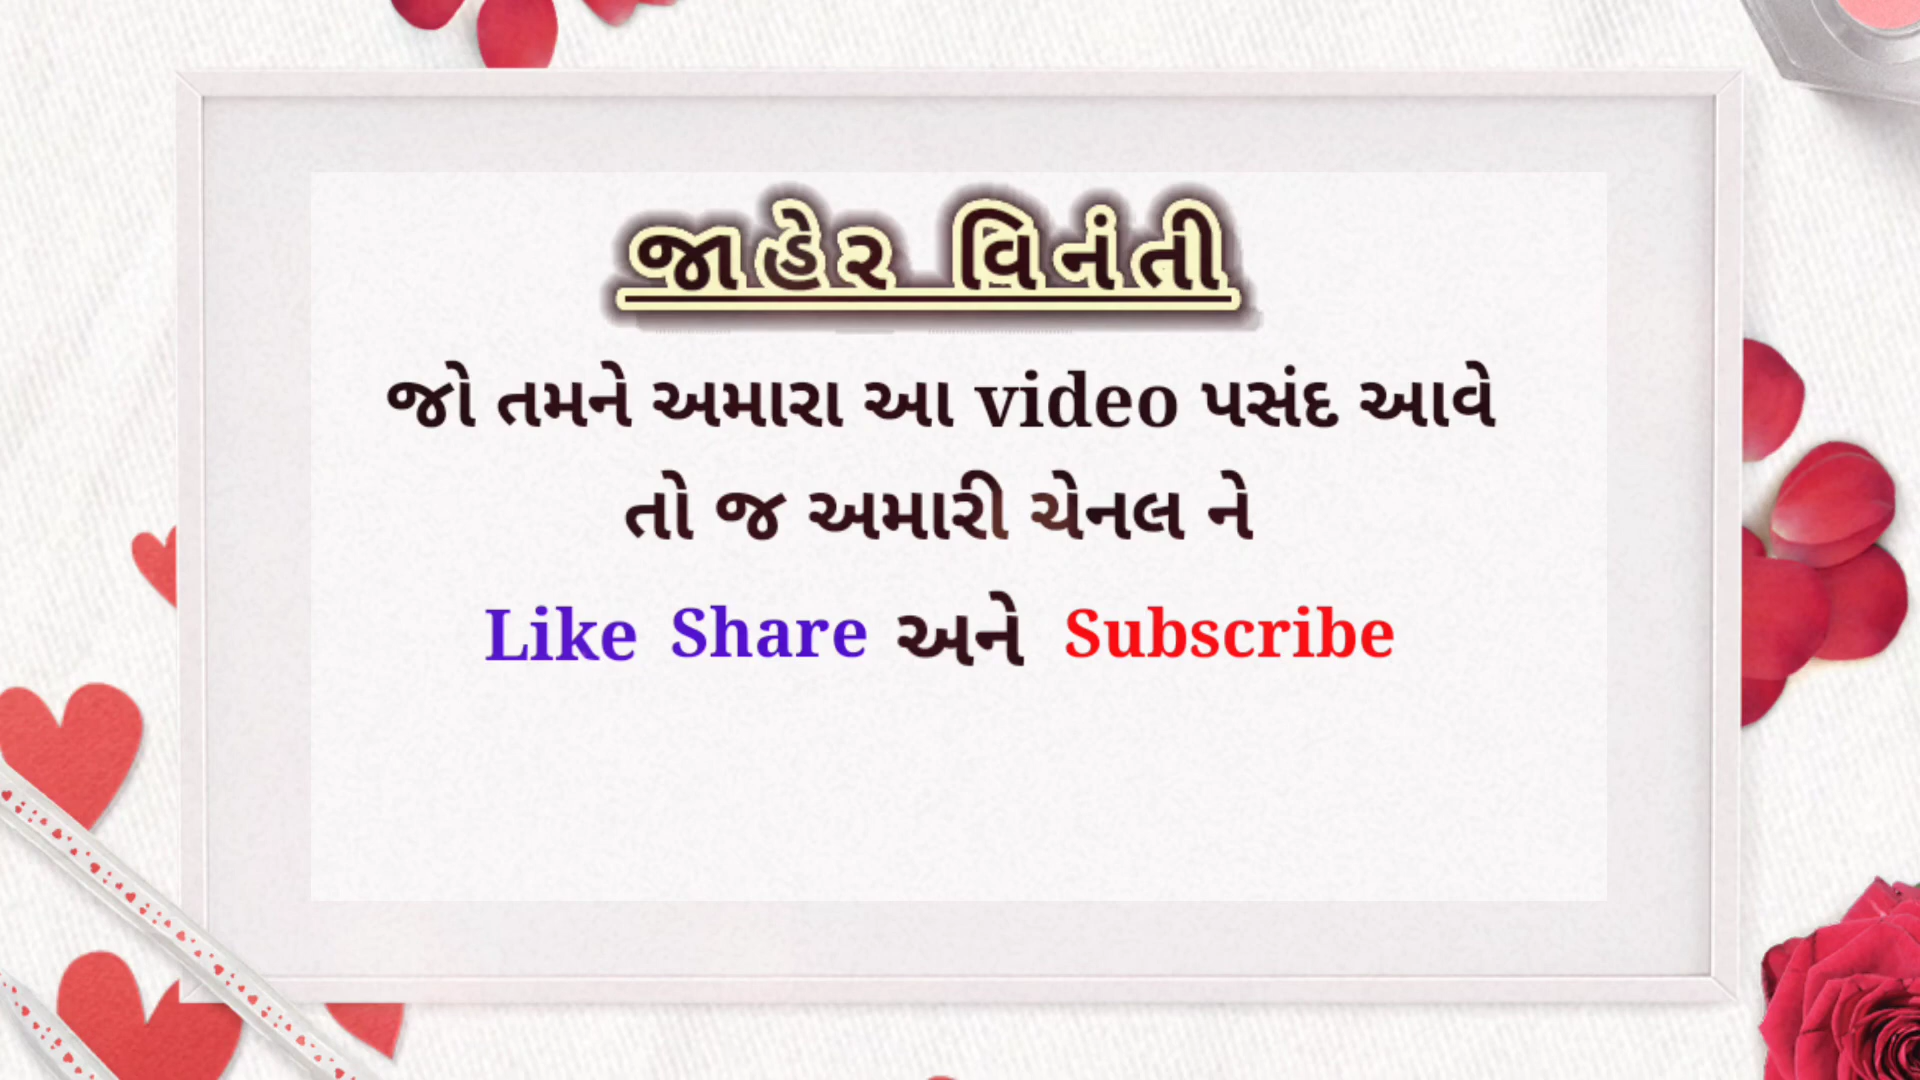 જાહેર વિનંતી
જો તમને અમારા આ video પસંદ આવે
તો જ અમારી ચેનલ ને
Like Share અને Subscribe